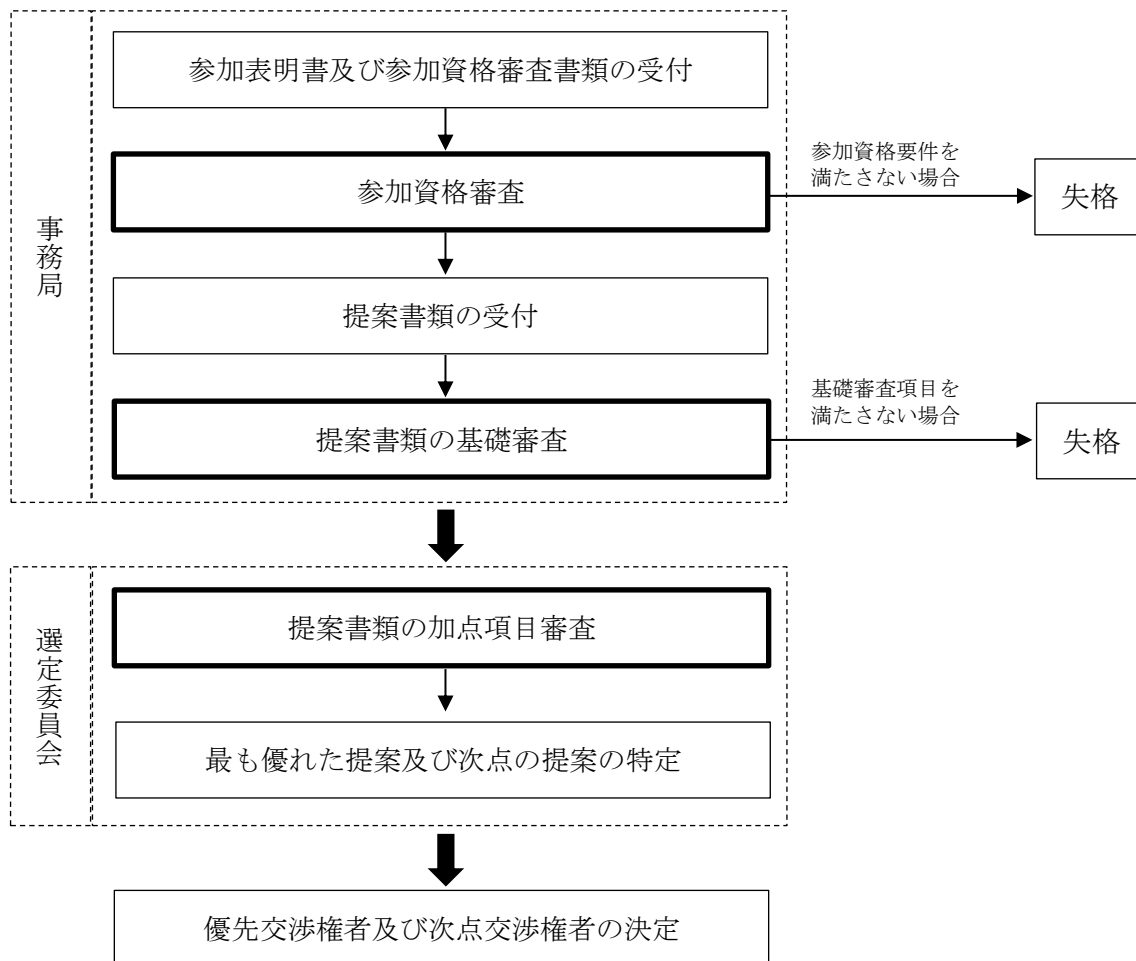 事務局
参加表明書及び参加資格審査書類の受付
参加資格審査
参加資格要件を
満たさない場合
失格
提案書類の受付
提案書類の基礎審査
基礎審査項目を
満たさない場合
失格
選定委員会
提案書類の加点項目審査
最も優れた提案及び次点の提案の特定
優先交渉権者及び次点交渉権者の決定